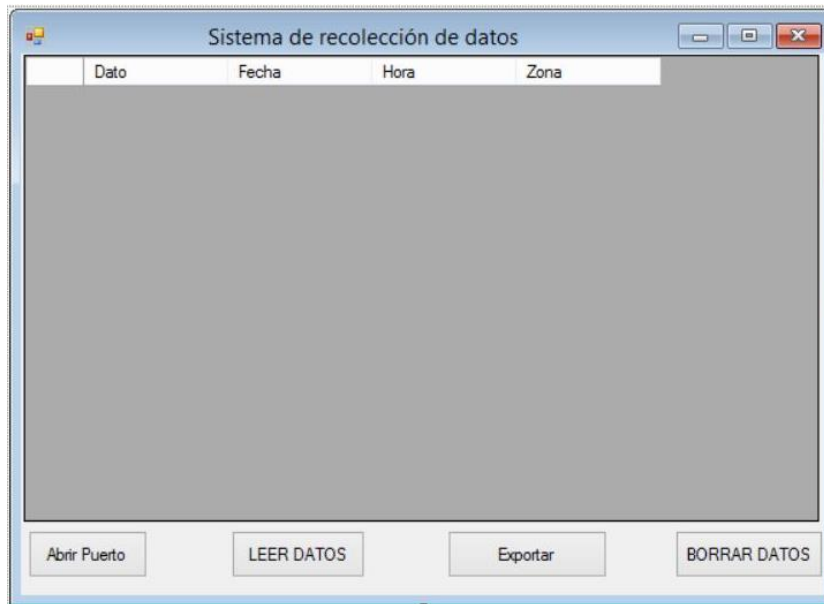 Sistema de recolección de datos
Dato Fecha Hora Zona
Abrir Puerto LEER DATOS Exportar BORRAR DATOS